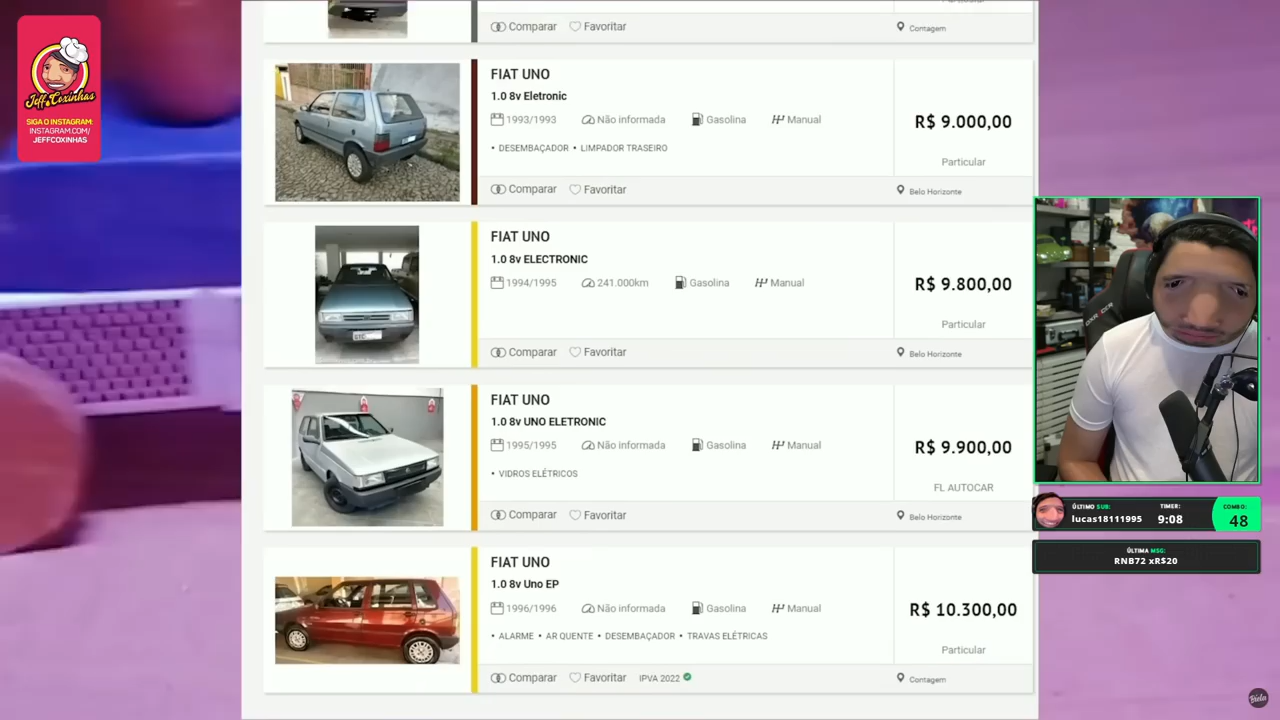 Jeff Coxinhas
SIGA O INSTAGRAM:
INSTAGRAM.COM/
JEFFCOXINHAS
Comparar Favoritar
Contagem
FIAT UNO
1.0 8v Eletronic
1993/1993 Não informada Gasolina Manual
• DESEMBAÇADOR • LIMPADOR TRASEIRO
R$ 9.000,00
Particular
Comparar Favoritar
Belo Horizonte
FIAT UNO
1.0 8v ELECTRONIC
1994/1995 241.000km Gasolina Manual
R$ 9.800,00
Particular
Comparar Favoritar
Belo Horizonte
FIAT UNO
1.0 8v UNO ELETRONIC
1995/1995 Não informada Gasolina Manual
• VIDROS ELÉTRICOS
R$ 9.900,00
FL AUTOCAR
Comparar Favoritar
Belo Horizonte
FIAT UNO
1.0 8v Uno EP
1996/1996 Não informada Gasolina Manual
• ALARME • AR QUENTE • DESEMBAÇADOR • TRAVAS ELÉTRICAS
R$ 10.300,00
Particular
Comparar Favoritar IPVA 2022
Contagem
ÚLTIMO SUB: TIMER: COMBO:
lucas18111995 9:08 48
ÚLTIMA MSG:
RNB72 xR$20
Biela